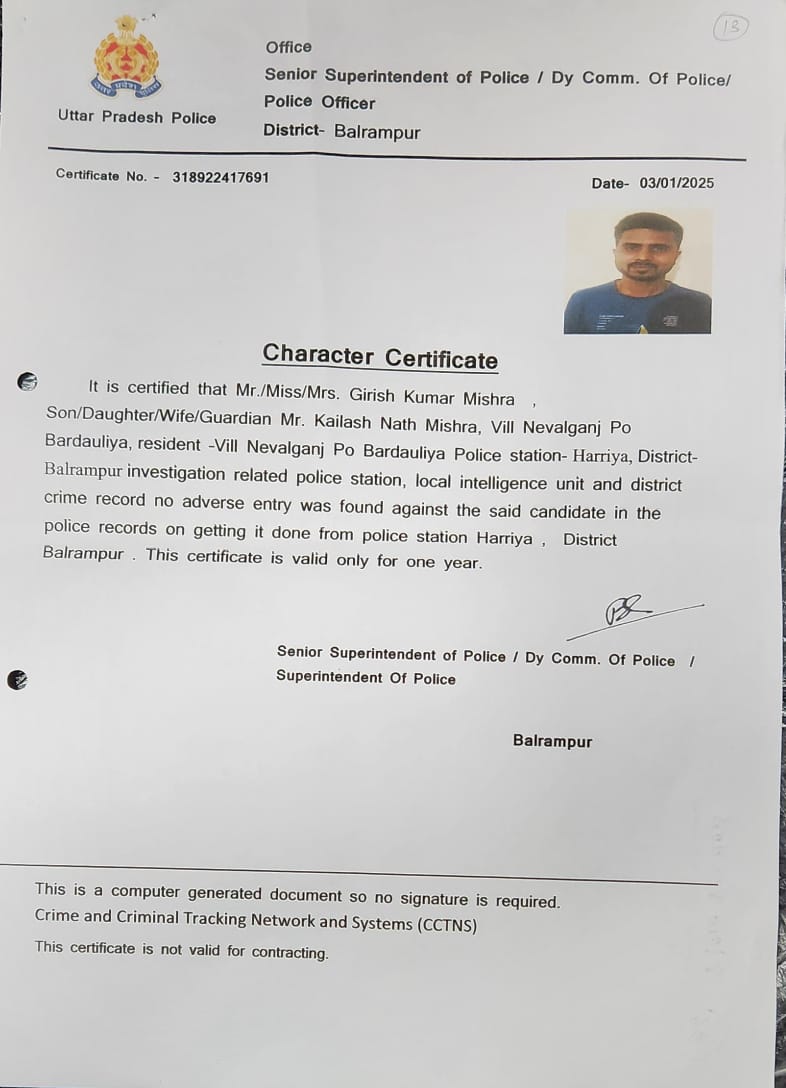 13
Office
Senior Superintendent of Police / Dy Comm. Of Police/
Police Officer
District- Balrampur
उत्तर प्रदेश पुलिस
Uttar Pradesh Police
Certificate No. - 318922417691
Date- 03/01/2025
Character Certificate
It is certified that Mr./Miss/Mrs. Girish Kumar Mishra ,
Son/Daughter/Wife/Guardian Mr. Kailash Nath Mishra, Vill Nevalganj Po
Bardauliya, resident -Vill Nevalganj Po Bardauliya Police station- Harriya, District-
Balrampur investigation related police station, local intelligence unit and district
crime record no adverse entry was found against the said candidate in the
police records on getting it done from police station Harriya , District
Balrampur . This certificate is valid only for one year.
Senior Superintendent of Police / Dy Comm. Of Police /
Superintendent Of Police
Balrampur
This is a computer generated document so no signature is required.
Crime and Criminal Tracking Network and Systems (CCTNS)
This certificate is not valid for contracting.